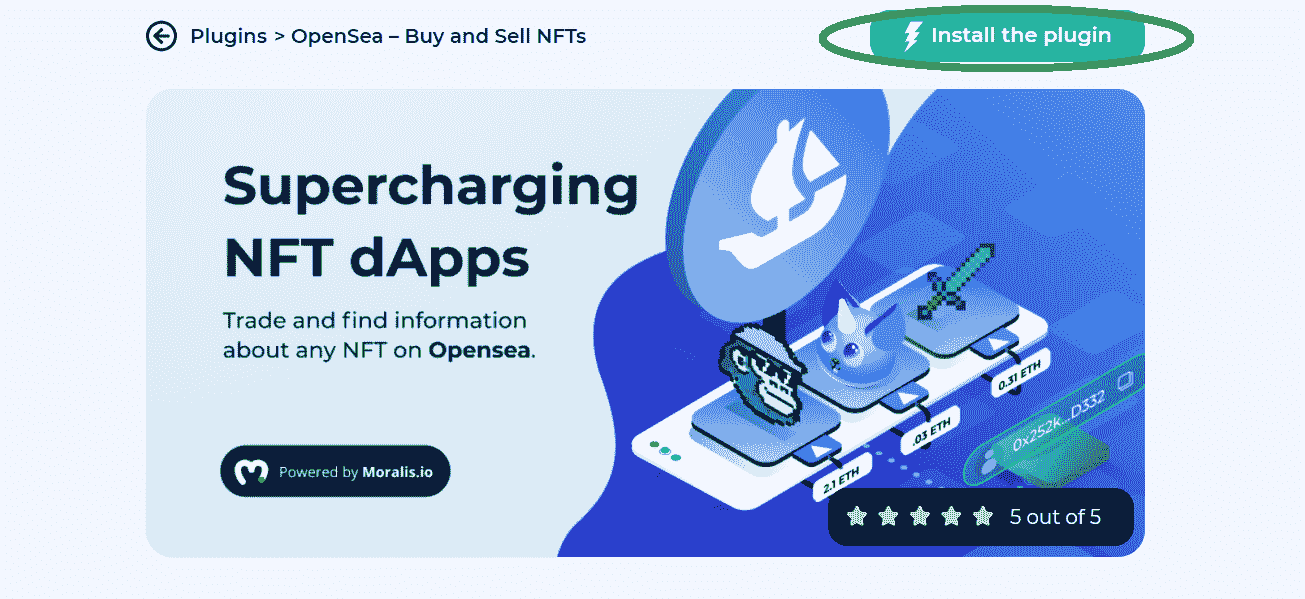 Plugins > OpenSea – Buy and Sell NFTs
Install the plugin
Supercharging
NFT dApps
Trade and find information
about any NFT on Opensea.
Powered by Moralis.io
0.31 ETH
.03 ETH
2.1 ETH
0x252k...D332
5 out of 5